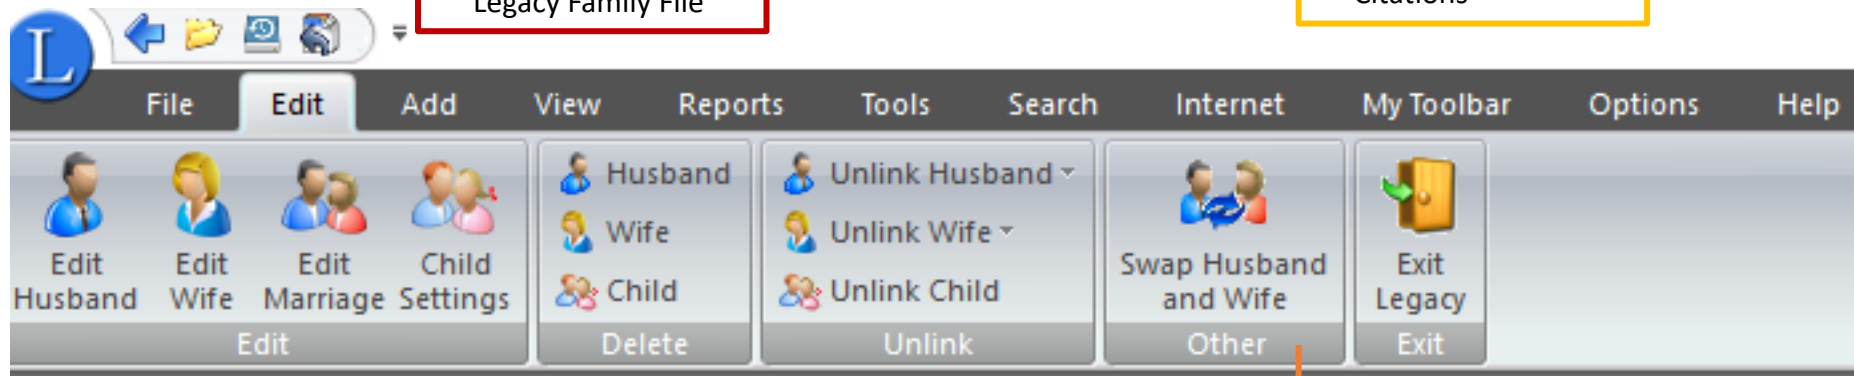 Legacy Family File
Citations
L
File Edit Add View Reports Tools Search Internet My Toolbar Options Help
Edit Husband
Edit Wife
Edit Marriage
Child Settings
Edit
Husband
Wife
Child
Delete
Unlink Husband
Unlink Wife
Unlink Child
Unlink
Swap Husband
and Wife
Other
Exit
Legacy
Exit